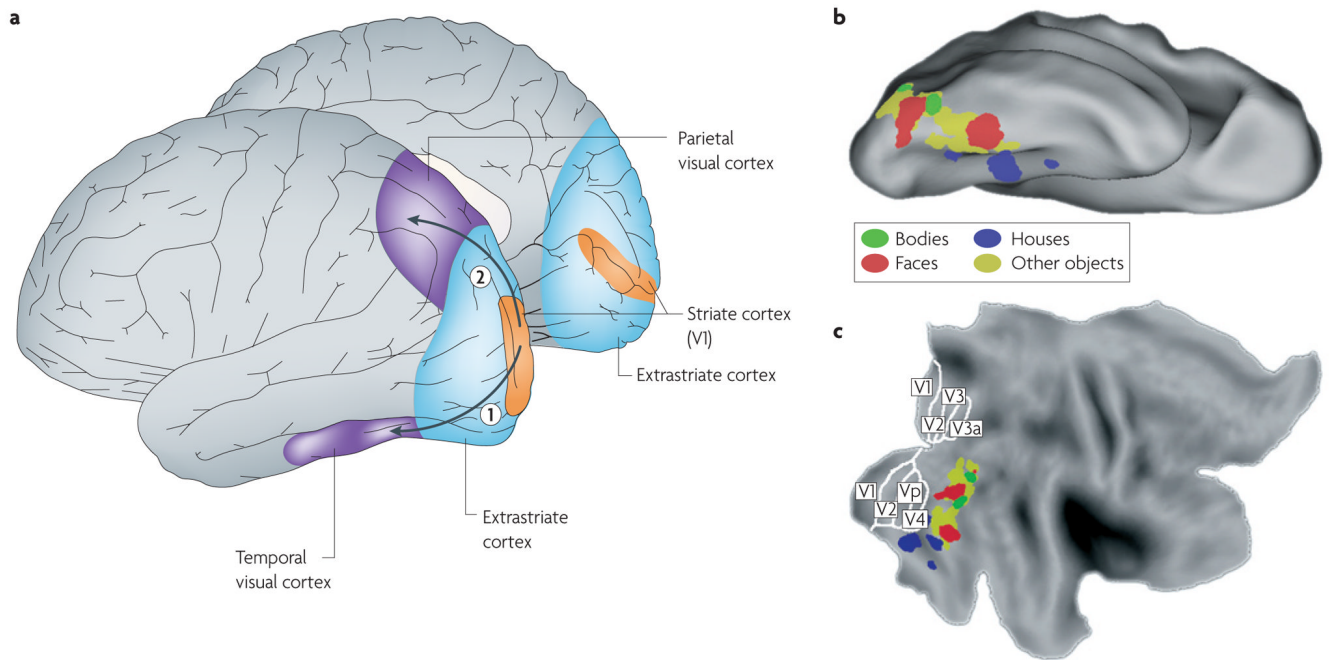 a
Parietal
visual cortex
2
Striate cortex
(V1)
Extrastriate cortex
1
Extrastriate
cortex
Temporal
visual cortex
b
Bodies
Houses
Faces
Other objects
c
V1
V3
V2
V3a
V1
Vp
V2
V4